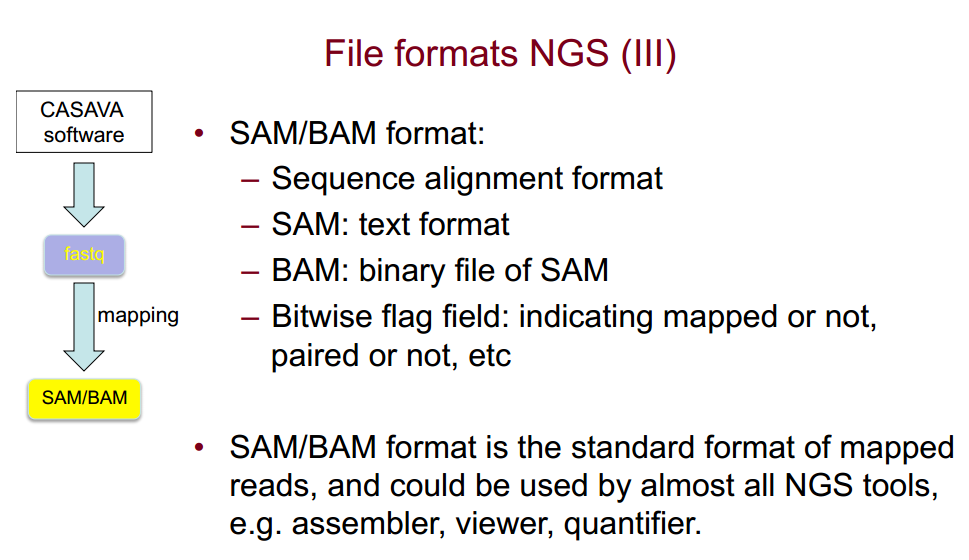 File formats NGS (III)
CASAVA
software
fastq
mapping
SAM/BAM
• SAM/BAM format:
– Sequence alignment format
– SAM: text format
– BAM: binary file of SAM
– Bitwise flag field: indicating mapped or not,
paired or not, etc
• SAM/BAM format is the standard format of mapped
reads, and could be used by almost all NGS tools,
e.g. assembler, viewer, quantifier.